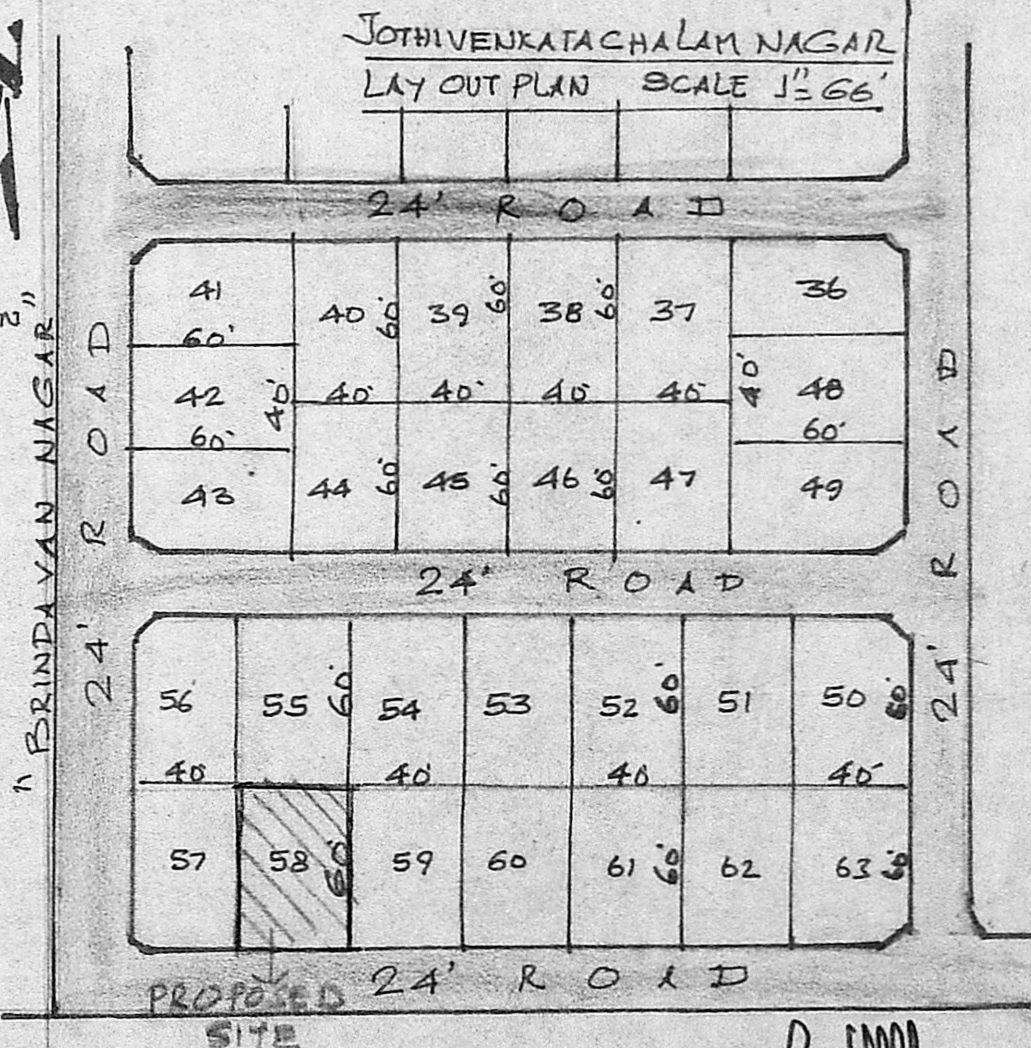 JOTHIVENKATACHALAM NAGAR
LAY OUT PLAN SCALE 1"=66'
24' ROAD
41 40 60' 39 60' 38 60' 37 36
60'
42 40' 40' 40' 40' 40' 40' 48
60' 60'
43 44 60' 45 60' 46 60' 47 49
24' ROAD
"BRINDAVAN NAGAR"
24' ROAD
24' ROAD
56 55 60' 54 53 52 60' 51 50 60'
40' 40' 40' 40'
57 58 60' 59 60 61 60' 62 63 60'
24' ROAD
PROPOSED
SITE